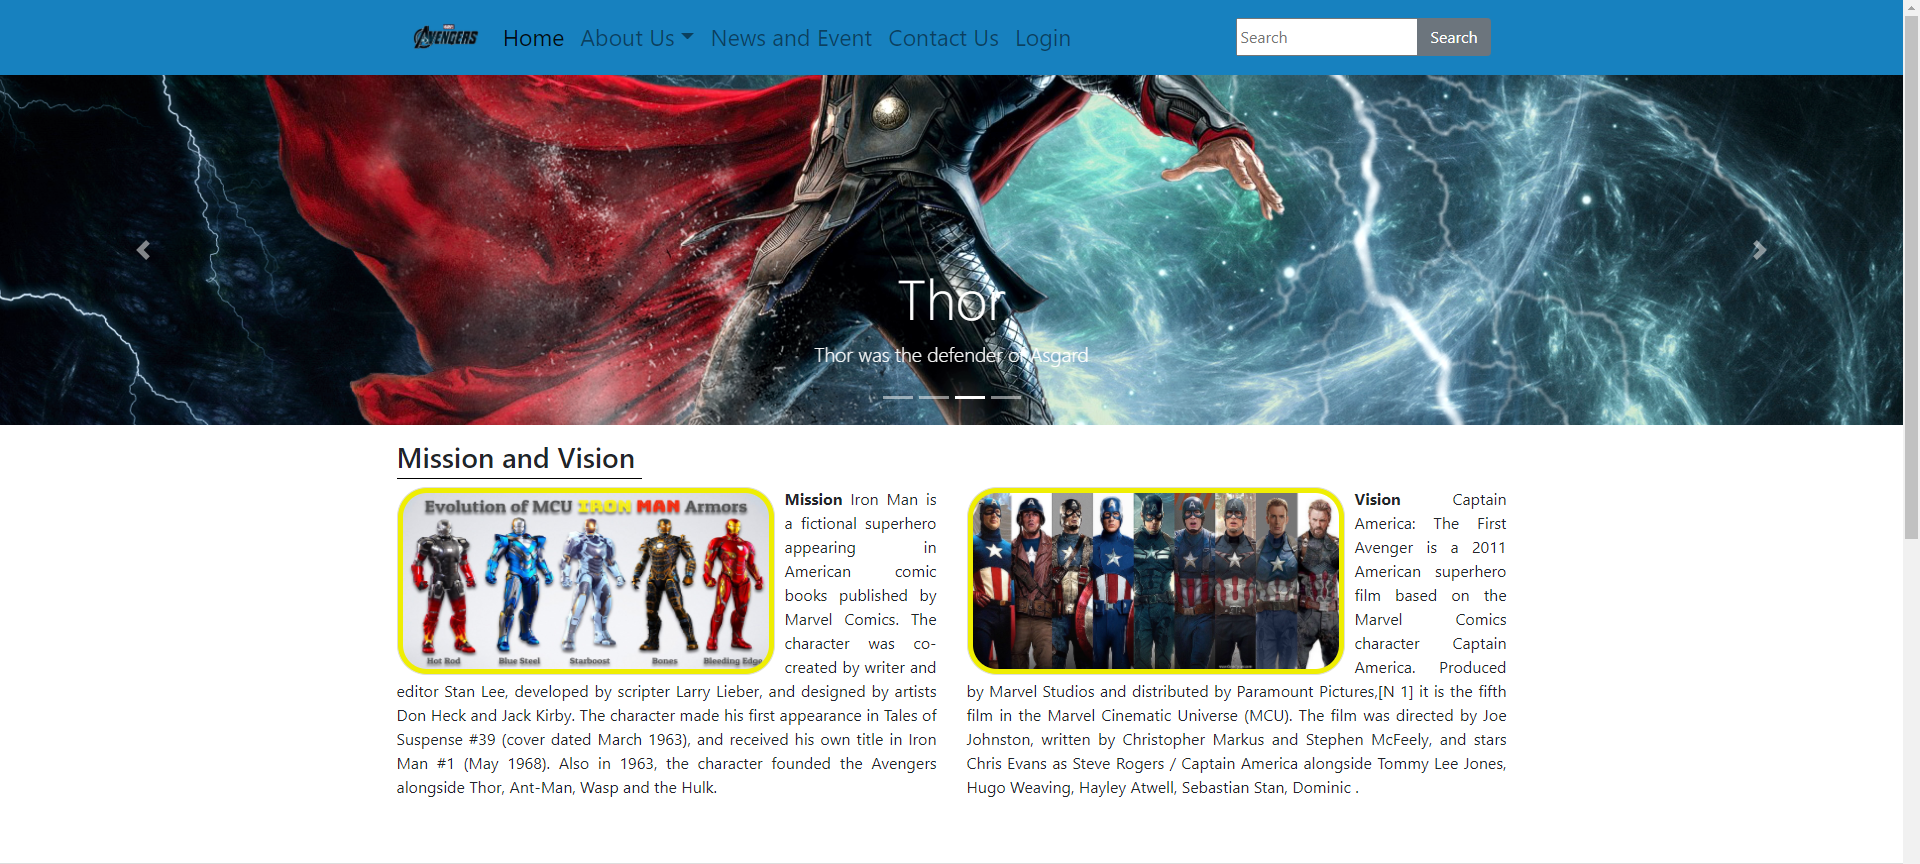 MARVEL
AVENGERS
Home
About Us
News and Event
Contact Us
Login
Search
Search
Thor
Thor was the defender of Asgard
Mission and Vision
Evolution of MCU IRON MAN Armors
Hot Rod
Blue Steel
Starboost
Bones
Bleeding Edge
Mission Iron Man is
a fictional superhero
appearing in
American comic
books published by
Marvel Comics. The
character was co-
created by writer and
editor Stan Lee, developed by scripter Larry Lieber, and designed by artists
Don Heck and Jack Kirby. The character made his first appearance in Tales of
Suspense #39 (cover dated March 1963), and received his own title in Iron
Man #1 (May 1968). Also in 1963, the character founded the Avengers
alongside Thor, Ant-Man, Wasp and the Hulk.
Vision Captain
America: The First
Avenger is a 2011
American superhero
film based on the
Marvel Comics
character Captain
America. Produced
by Marvel Studios and distributed by Paramount Pictures,[N 1] it is the fifth
film in the Marvel Cinematic Universe (MCU). The film was directed by Joe
Johnston, written by Christopher Markus and Stephen McFeely, and stars
Chris Evans as Steve Rogers / Captain America alongside Tommy Lee Jones,
Hugo Weaving, Hayley Atwell, Sebastian Stan, Dominic .